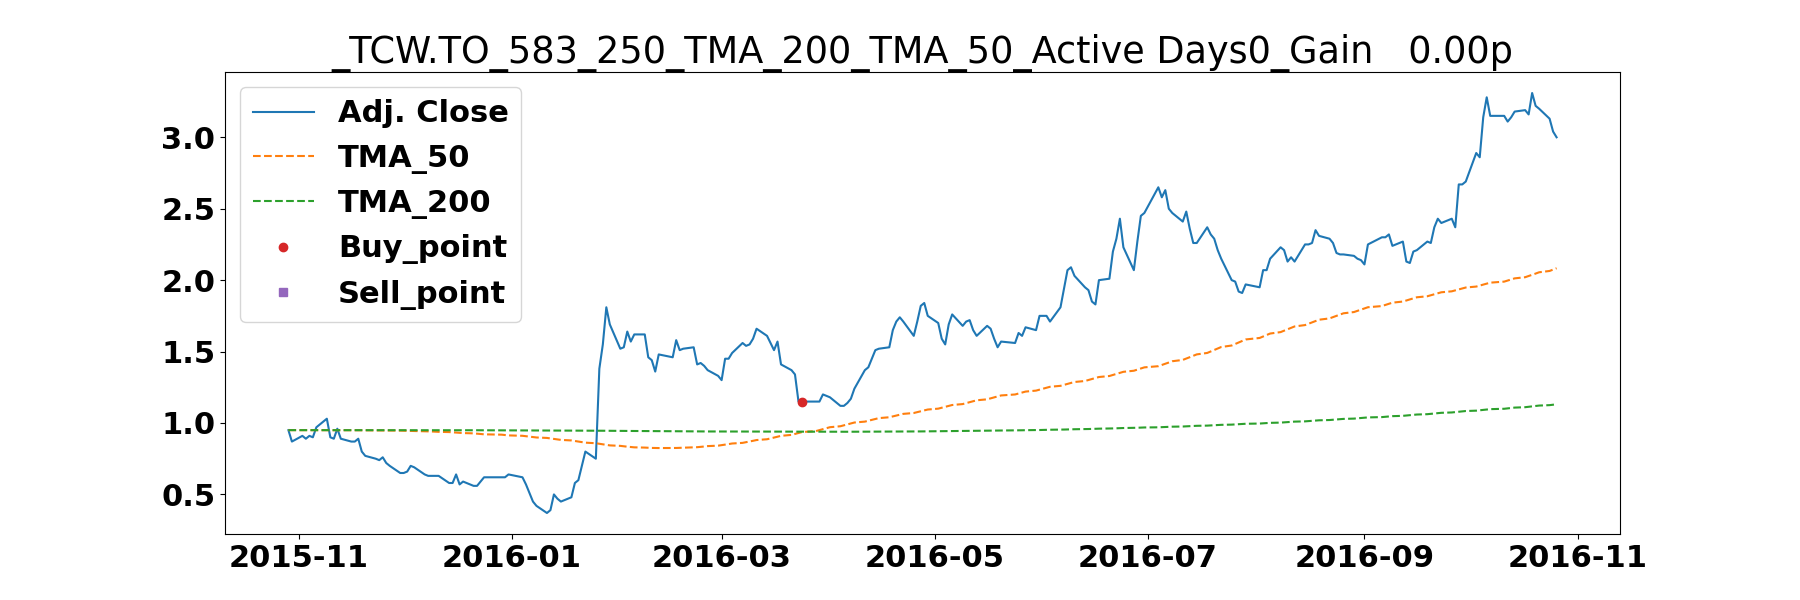 _TCW.TO_583_250_TMA_200_TMA_50_Active Days0_Gain   0.00p
Adj. Close
TMA_50
TMA_200
Buy_point
Sell_point
3.0
2.5
2.0
1.5
1.0
0.5
2015-11 2016-01 2016-03 2016-05 2016-07 2016-09 2016-11